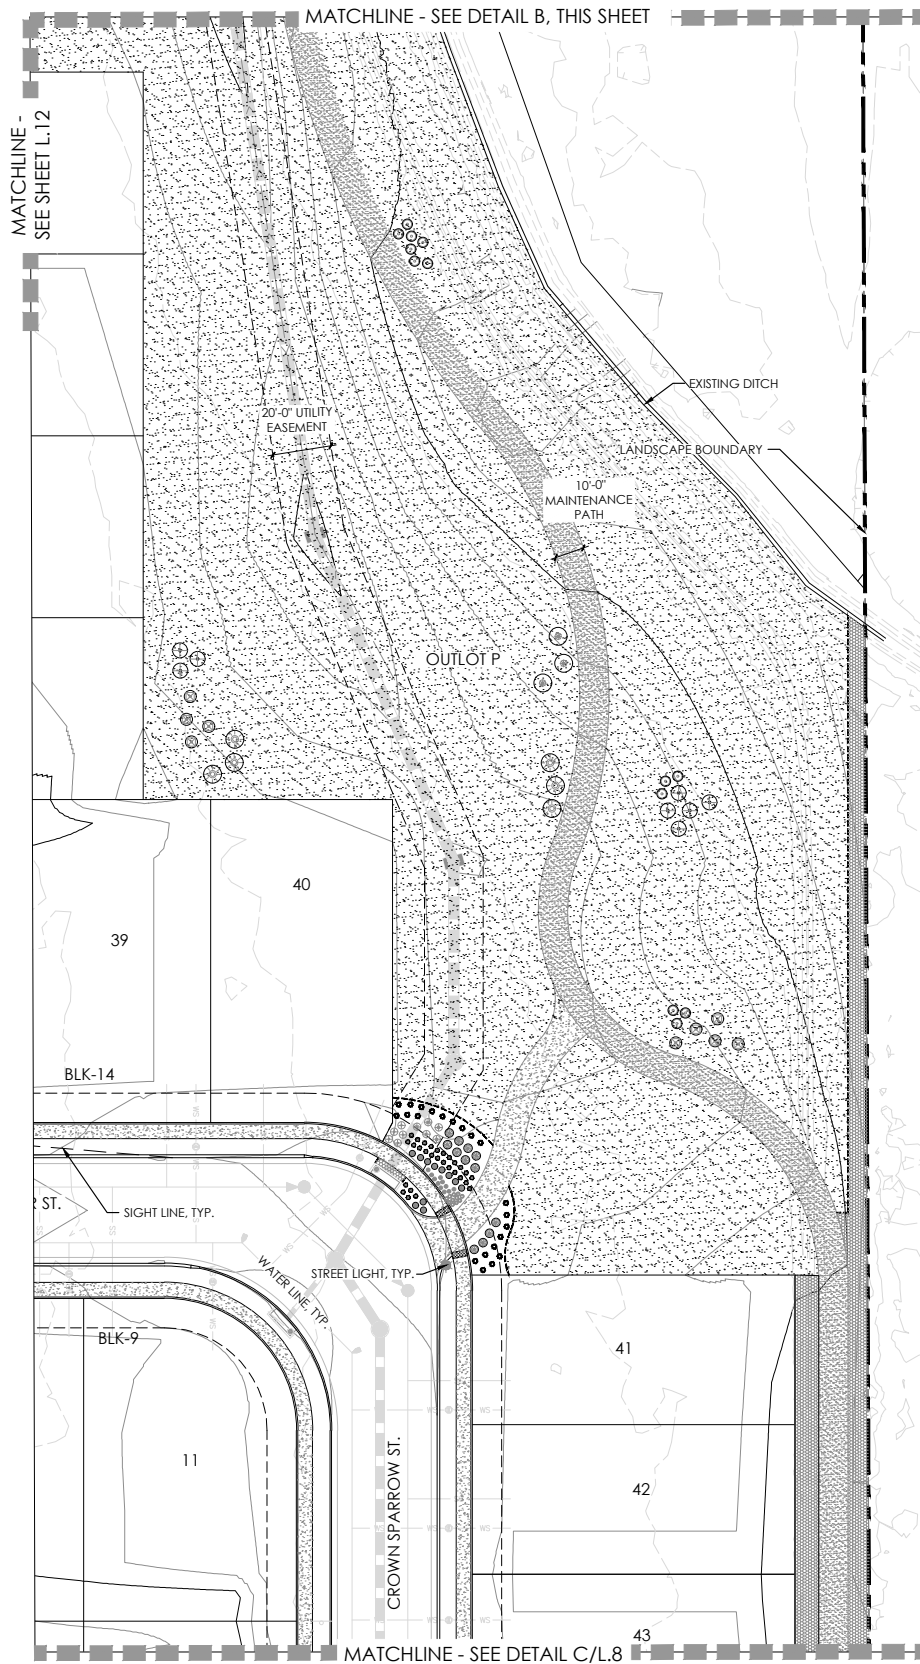 MATCHLINE - SEE DETAIL B, THIS SHEET
MATCHLINE -
SEE SHEET L.12
EXISTING DITCH
20'-0" UTILITY
EASEMENT
LANDSCAPE BOUNDARY
10'-0"
MAINTENANCE
PATH
OUTLOT P
40
39
BLK-14
ST.
SIGHT LINE, TYP.
WATER LINE, TYP.
STREET LIGHT, TYP.
BLK-9
41
11
42
CROWN SPARROW ST.
43
MATCHLINE - SEE DETAIL C/L.8